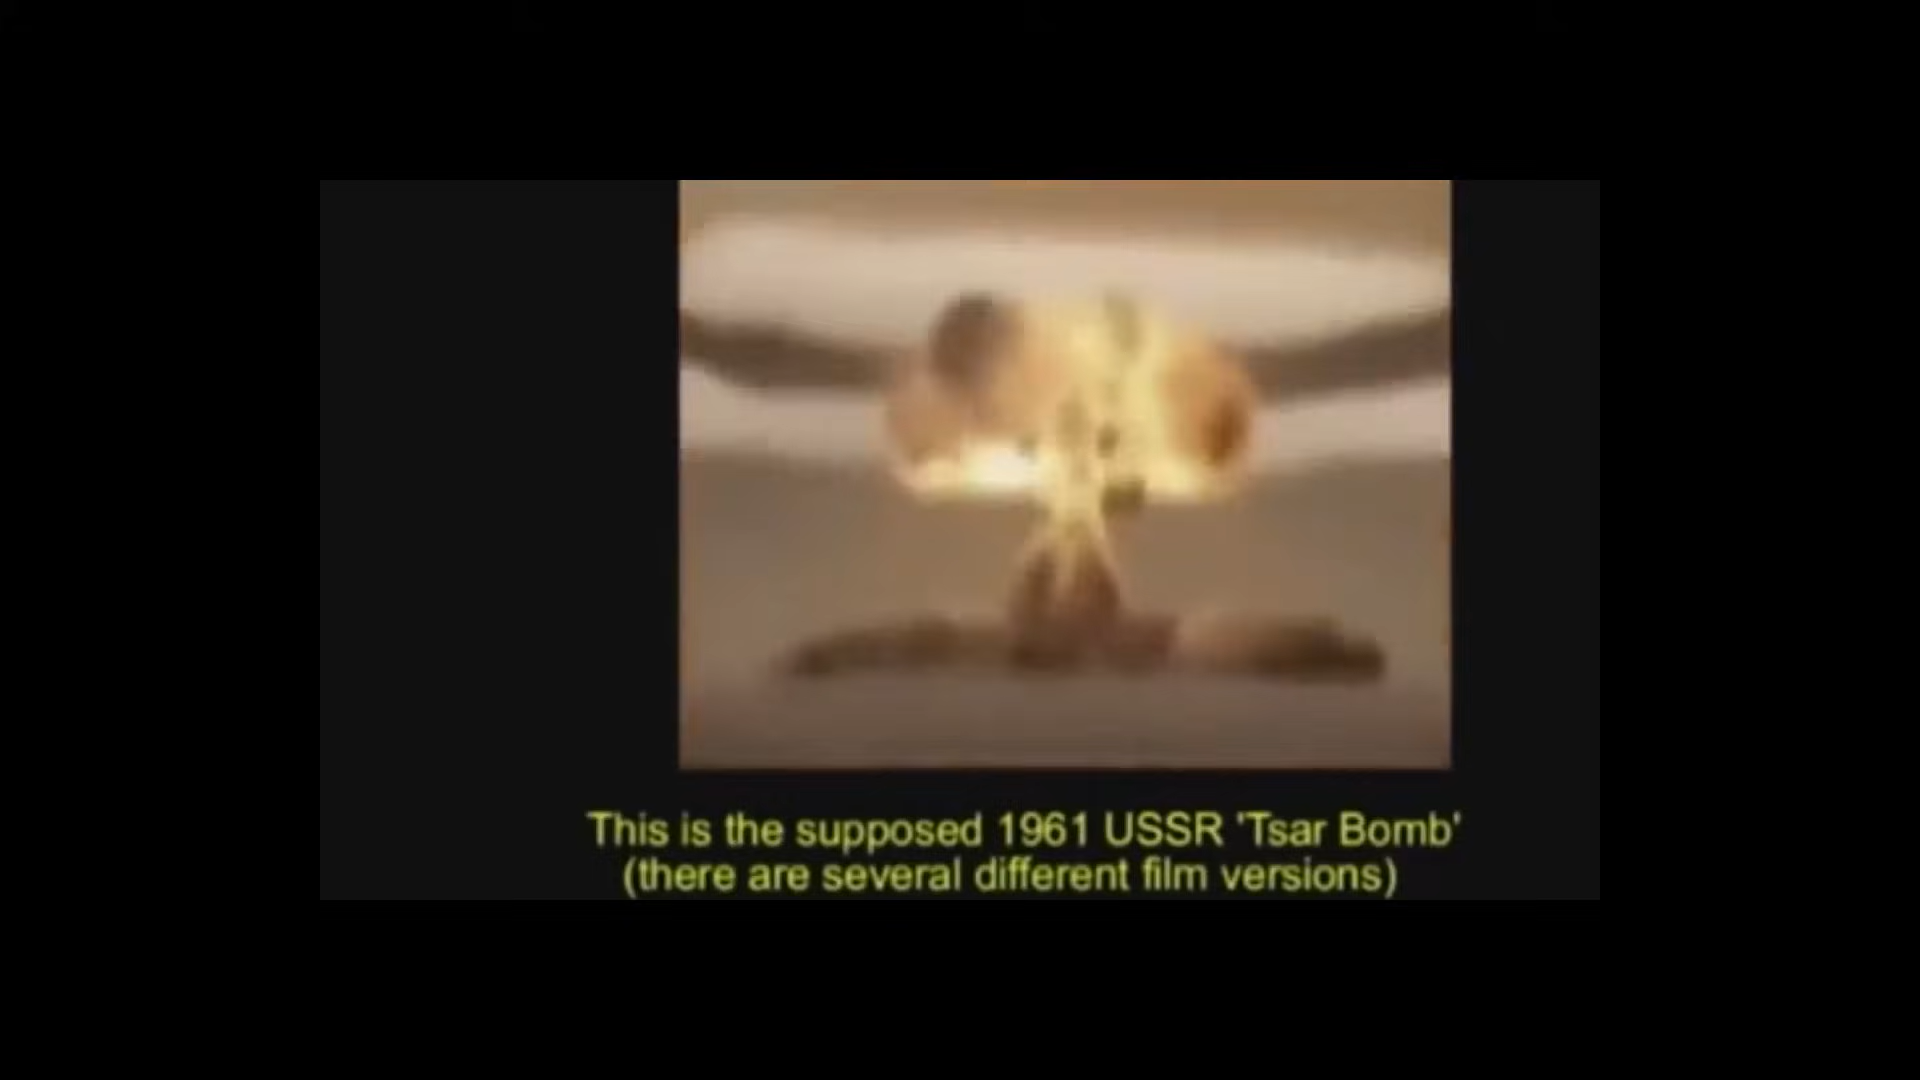 This is the supposed 1961 USSR 'Tsar Bomb'
(there are several different film versions)